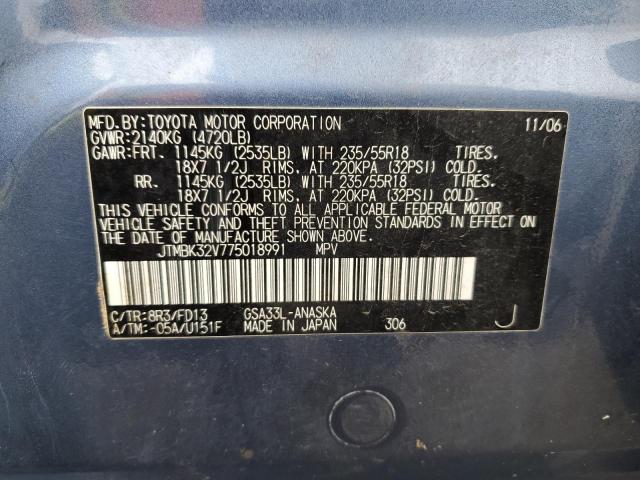 MFD.BY:TOYOTA MOTOR CORPORATION 11/06
GVWR:2140KG (4720LB)
GAWR:FRT. 1145KG (2535LB) WITH 235/55R18 TIRES.
18X7 1/2J RIMS. AT 220KPA (32PSI) COLD.
RR. 1145KG (2535LB) WITH 235/55R18 TIRES.
18X7 1/2J RIMS. AT 220KPA (32PSI) COLD.
THIS VEHICLE CONFORMS TO ALL APPLICABLE FEDERAL MOTOR
VEHICLE SAFETY AND THEFT PREVENTION STANDARDS IN EFFECT
ON THE DATE OF MANUFACTURE SHOWN ABOVE.
JTMBK32V775018991 MPV
C/TR:8R3/FD13 GSA33L-ANASKA
A/TM:-05A/U151F MADE IN JAPAN 306 J